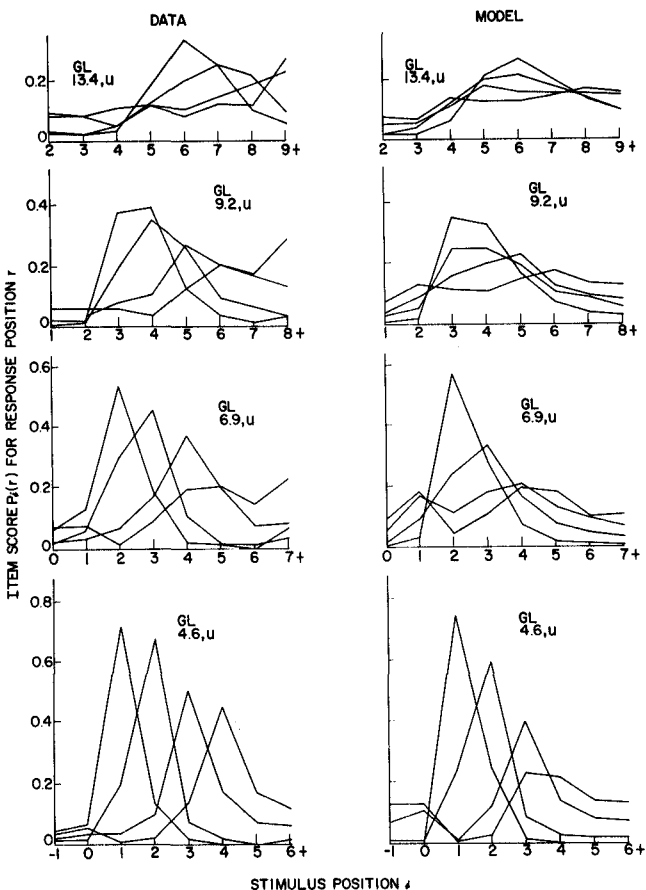 DATA
MODEL
ITEM SCORE Pi(r) FOR RESPONSE POSITION r
GL
13.4,u
0.2
0
2 3 4 5 6 7 8 9+
GL
13.4,u
2 3 4 5 6 7 8 9+
GL
9.2,u
0.4
0.2
0
1 2 3 4 5 6 7 8+
GL
9.2,u
1 2 3 4 5 6 7 8+
GL
6.9,u
0.6
0.4
0.2
0
0 1 2 3 4 5 6 7+
GL
6.9,u
0 1 2 3 4 5 6 7+
GL
4.6,u
0.8
0.6
0.4
0.2
0
-1 0 1 2 3 4 5 6+
GL
4.6,u
-1 0 1 2 3 4 5 6+
STIMULUS POSITION i